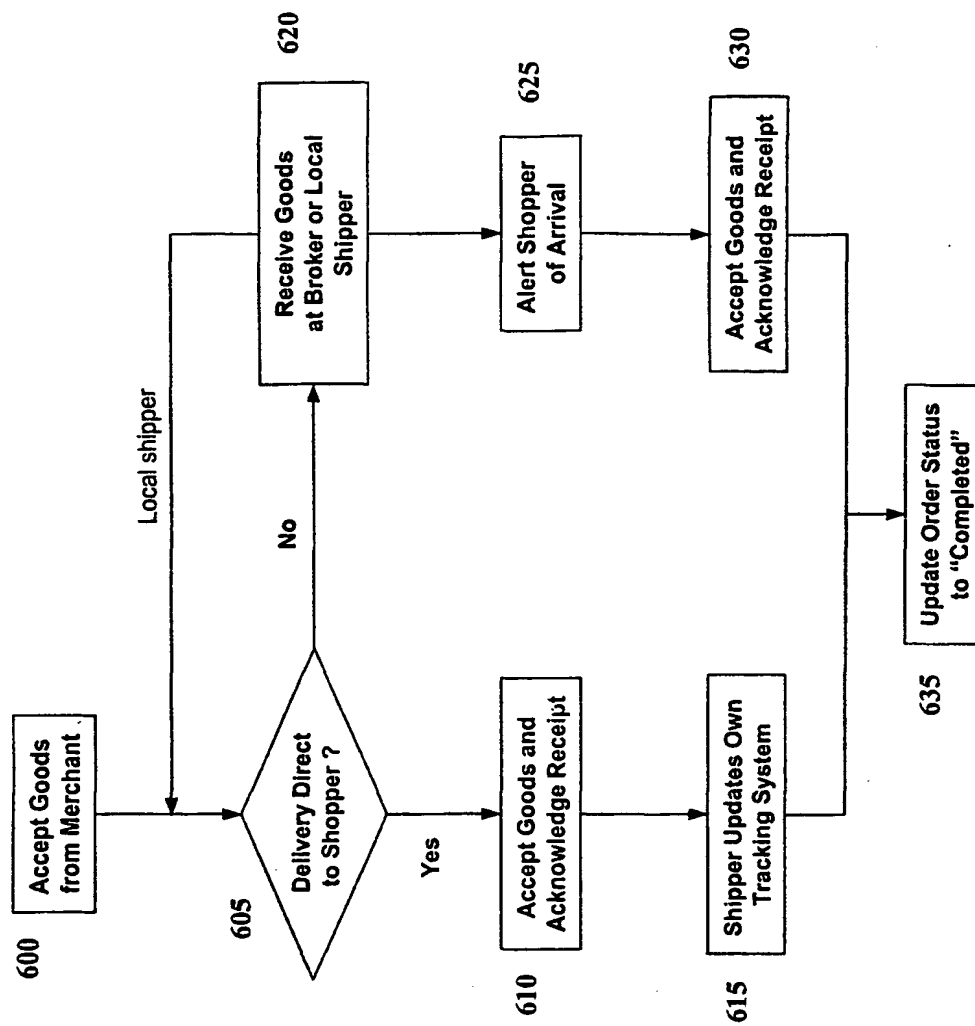 600
Accept Goods
from Merchant
Local shipper
605
Delivery Direct
to Shopper ?
No
620
Receive Goods
at Broker or Local
Shipper
Yes
610
Accept Goods and
Acknowledge Receipt
625
Alert Shopper
of Arrival
615
Shipper Updates Own
Tracking System
630
Accept Goods and
Acknowledge Receipt
635
Update Order Status
to “Completed”